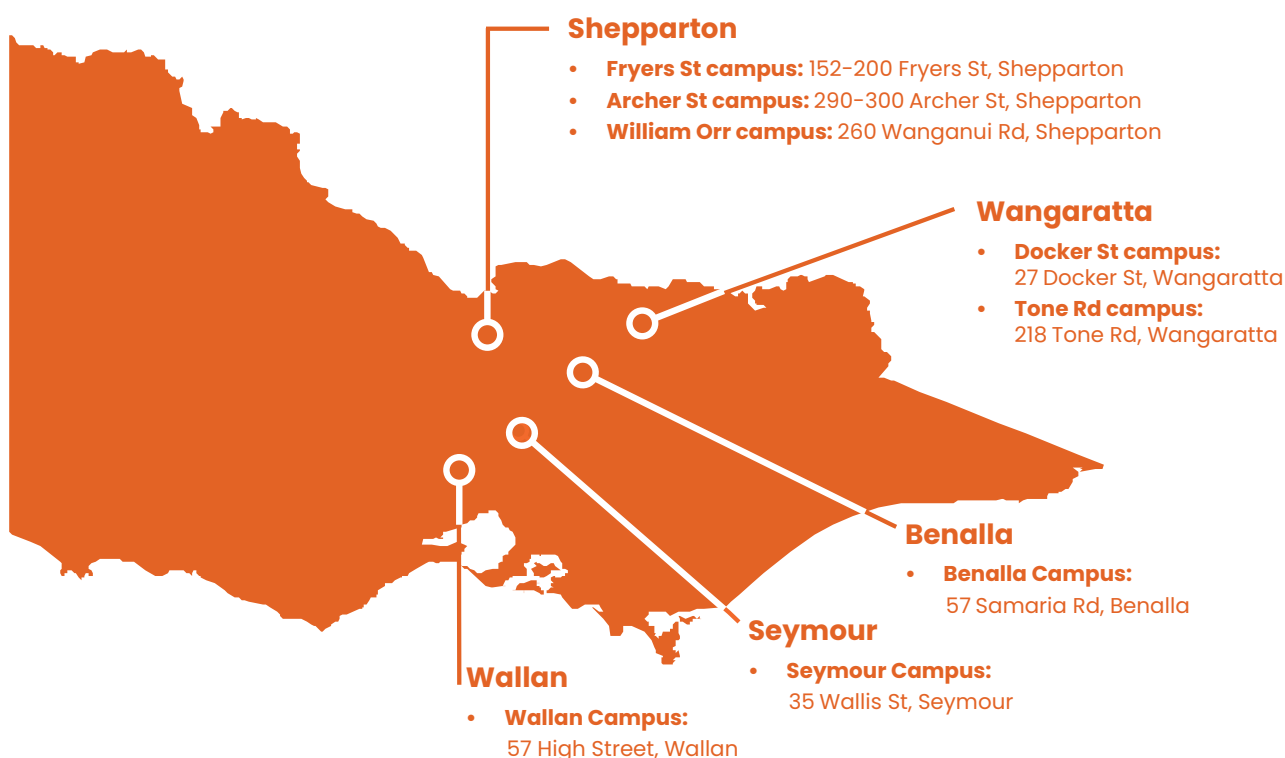 Shepparton
• Fryers St campus: 152-200 Fryers St, Shepparton
• Archer St campus: 290-300 Archer St, Shepparton
• William Orr campus: 260 Wanganui Rd, Shepparton
Wangaratta
• Docker St campus:
27 Docker St, Wangaratta
• Tone Rd campus:
218 Tone Rd, Wangaratta
Benalla
• Benalla Campus:
57 Samaria Rd, Benalla
Seymour
• Seymour Campus:
35 Wallis St, Seymour
Wallan
• Wallan Campus:
57 High Street, Wallan